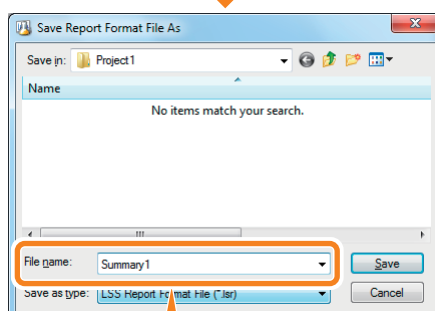 Save Report Format File As
Save in: Project1
Name
No items match your search.
File name: Summary1 Save
Save as type: LSS Report Format File (*.lsr) Cancel